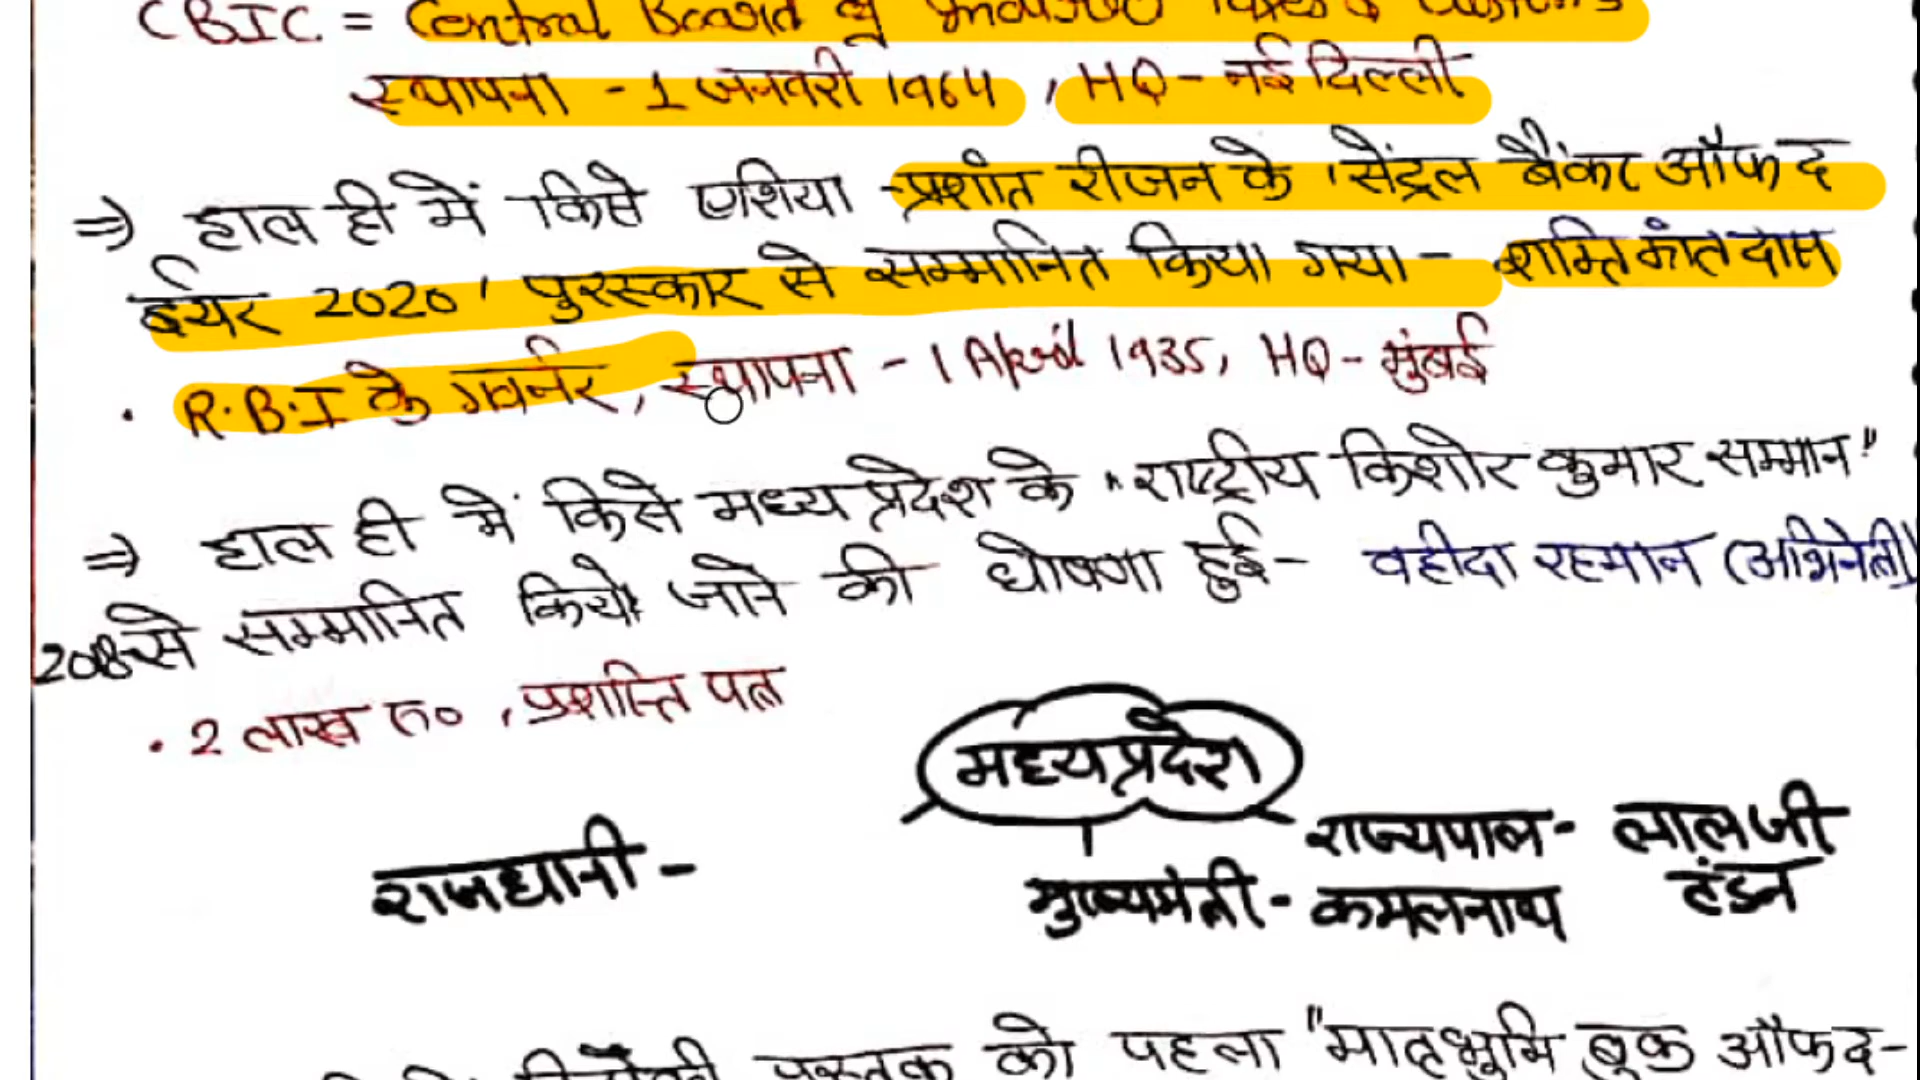 CBIC = Central Board of Indirect Taxes & Customs
स्थापना - 1 जनवरी 1964 , HQ - नई दिल्ली
⇒ हाल ही में किसे एशिया -प्रशांत रीजन के 'सेंट्रल बैंकर ऑफ द
ईयर 2020' पुरस्कार से सम्मानित किया गया - शक्तिकांत दास
• R.B.I के गवर्नर, स्थापना - 1 April 1935, HQ - मुंबई
⇒ हाल ही में किसे मध्य प्रदेश के "राष्ट्रीय किशोर कुमार सम्मान"
2018 से सम्मानित किये जाने की घोषणा हुई - वहीदा रहमान (अभिनेत्री)
• 2 लाख रु० , प्रशस्ति पत्र
मध्यप्रदेश
राजधानी -
राज्यपाल - लालजी टंडन
मुख्यमंत्री - कमलनाथ
पुस्तक को पहला "मातृभूमि बुक ऑफ द -